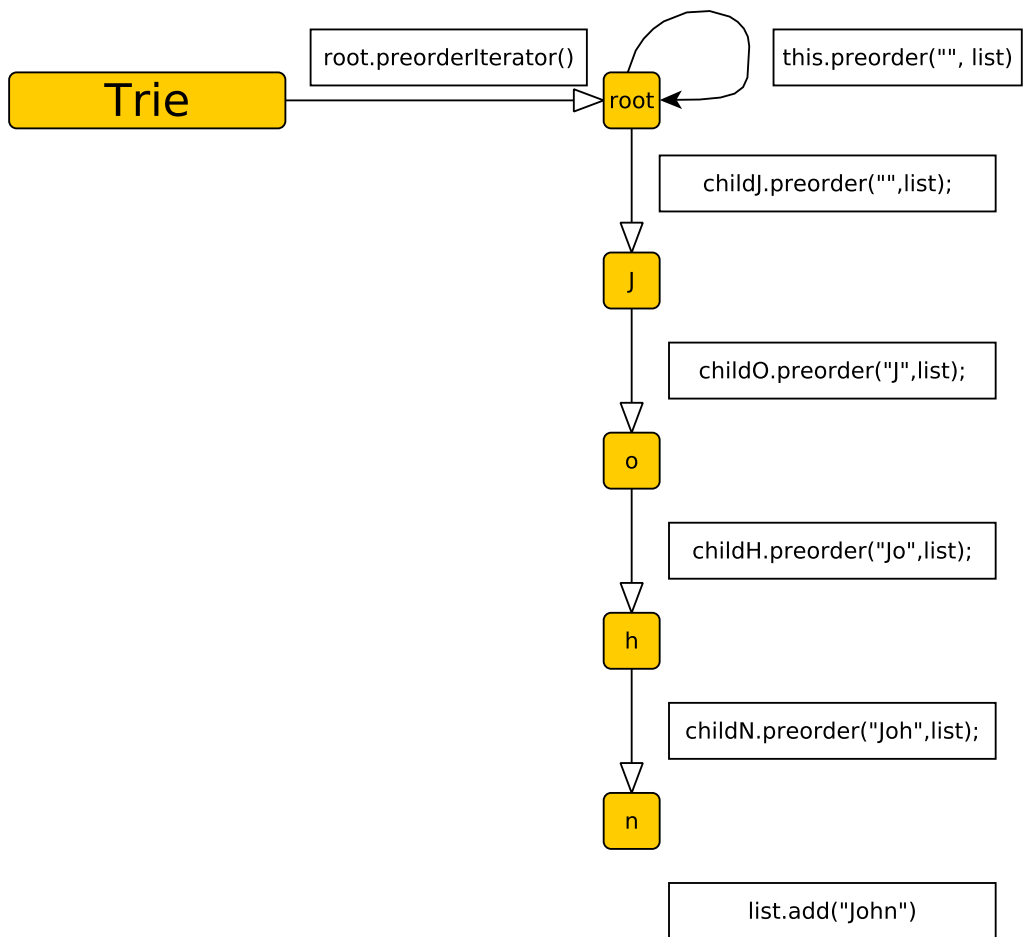 root.preorderIterator()
this.preorder("", list)
Trie
root
childJ.preorder("",list);
J
childO.preorder("J",list);
o
childH.preorder("Jo",list);
h
childN.preorder("Joh",list);
n
list.add("John")